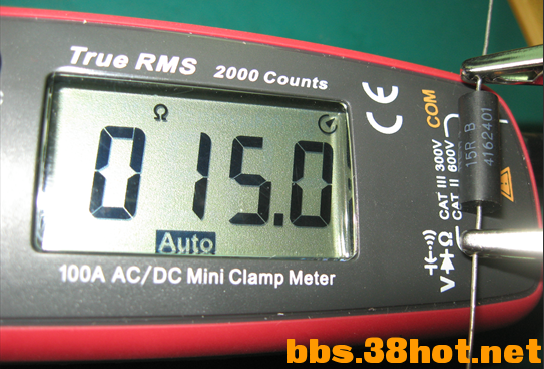 True RMS 2000 Counts
Ω
015.0
Auto
100A AC/DC Mini Clamp Meter
CE
COM
CAT III 300V
CAT II 600V
VΩ
15R B
4162401
bbs.38hot.net